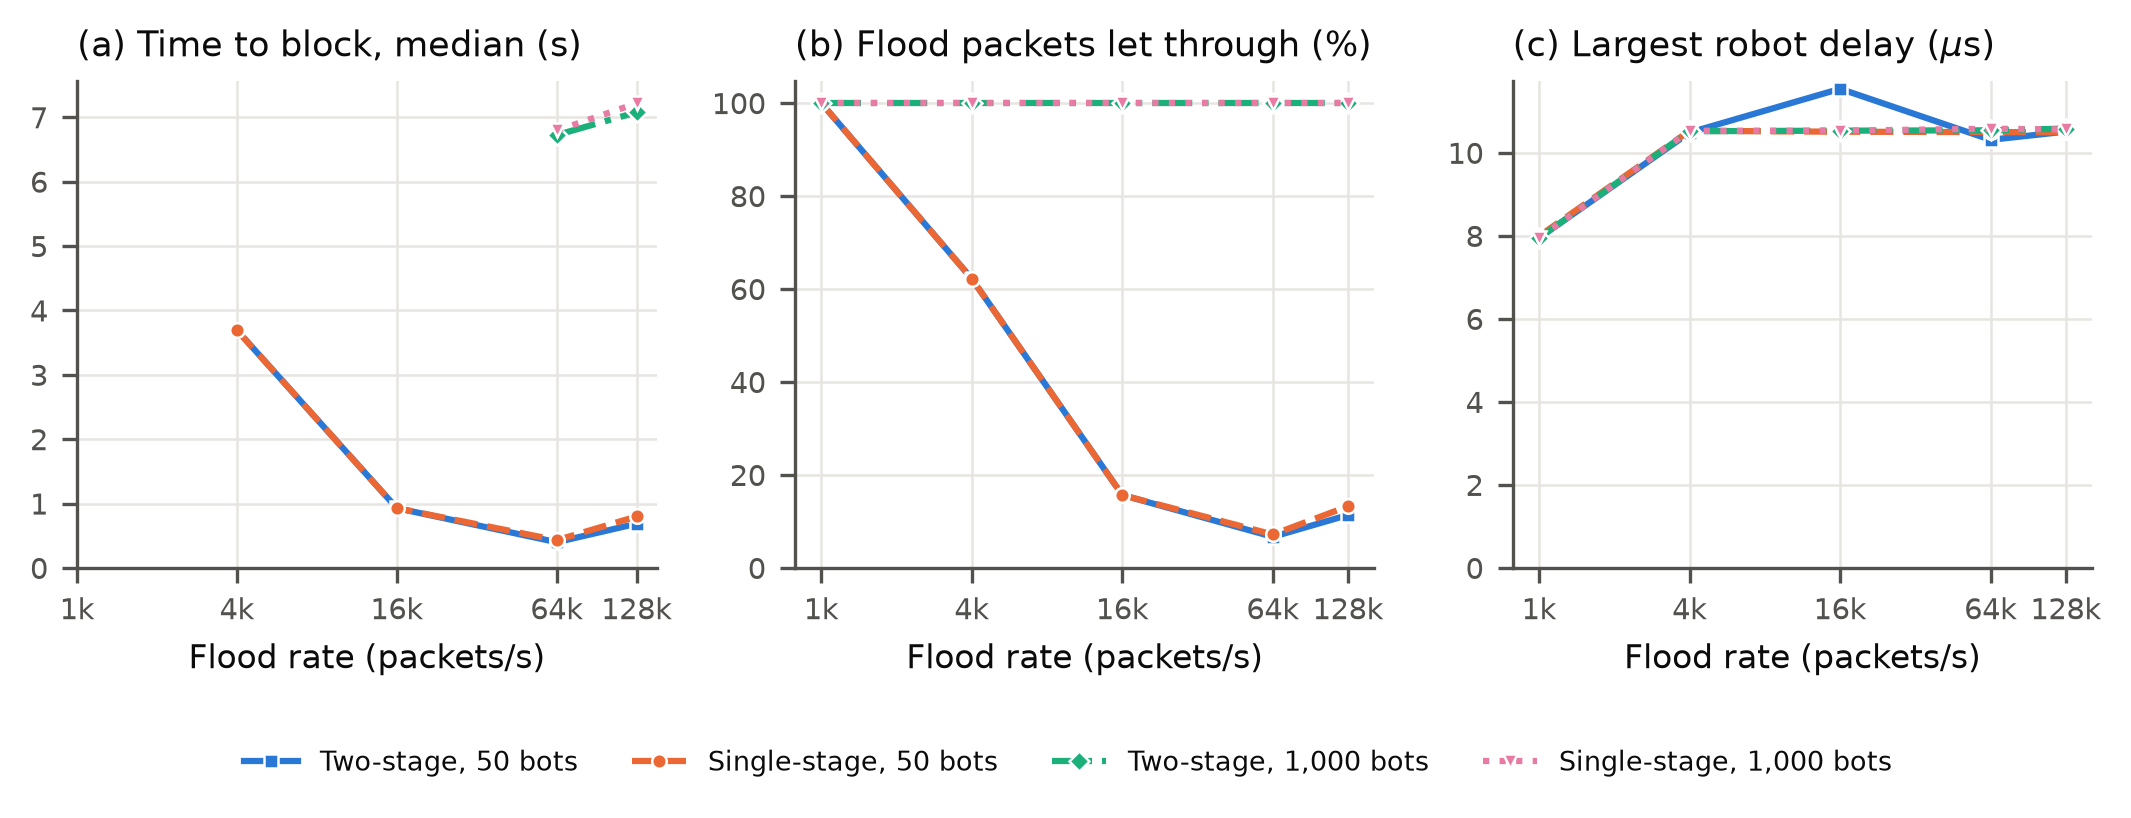 (a) Time to block, median (s)
7
6
5
4
3
2
1
0
1k 4k 16k 64k 128k
Flood rate (packets/s)
(b) Flood packets let through (%)
100
80
60
40
20
0
1k 4k 16k 64k 128k
Flood rate (packets/s)
(c) Largest robot delay (μs)
10
8
6
4
2
0
1k 4k 16k 64k 128k
Flood rate (packets/s)
Two-stage, 50 bots
Single-stage, 50 bots
Two-stage, 1,000 bots
Single-stage, 1,000 bots